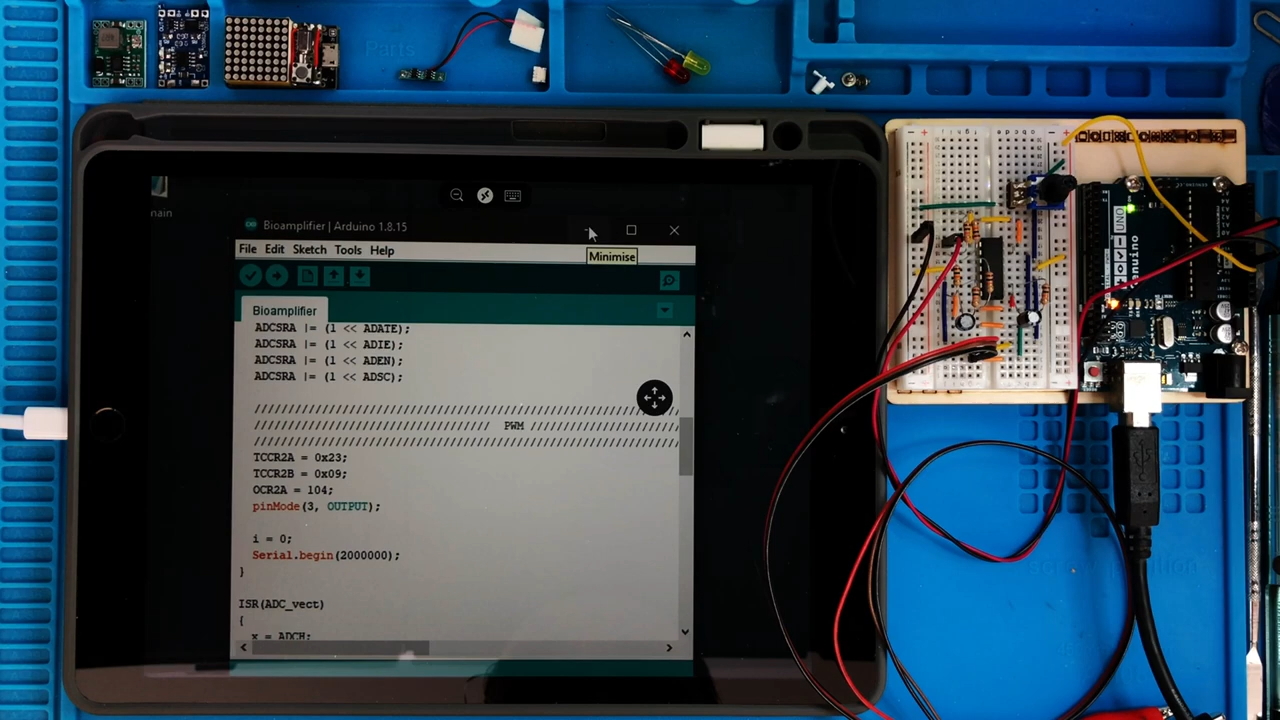 Parts
nain
Bioamplifier | Arduino 1.8.15
File Edit Sketch Tools Help
Minimise
Bioamplifier
ADCSRA |= (1 << ADATE);
ADCSRA |= (1 << ADIE);
ADCSRA |= (1 << ADEN);
ADCSRA |= (1 << ADSC);
////////////////////////////////////////////////////////////////////////
//////////////////////////////////////// PWM /////////////////////////
////////////////////////////////////////////////////////////////////////
TCCR2A = 0x23;
TCCR2B = 0x09;
OCR2A = 104;
pinMode(3, OUTPUT);
i = 0;
Serial.begin(2000000);
}
ISR(ADC_vect)
{
x = ADCH;
UNO